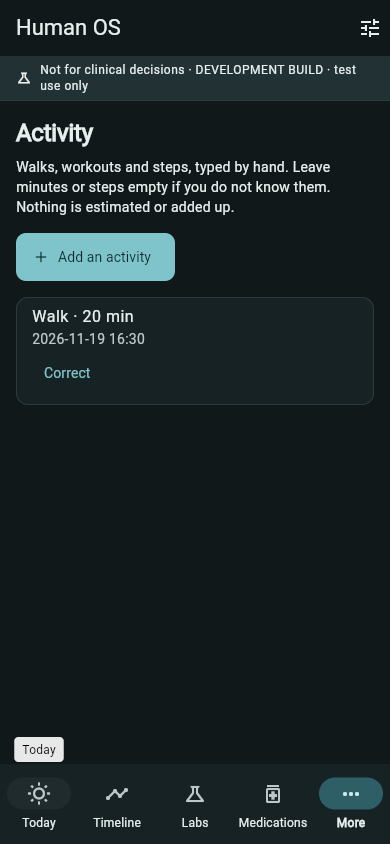 Human OS
Not for clinical decisions · DEVELOPMENT BUILD · test
use only
Activity
Walks, workouts and steps, typed by hand. Leave
minutes or steps empty if you do not know them.
Nothing is estimated or added up.
+ Add an activity
Walk · 20 min
2026-11-19 16:30
Correct
Today
Today
Timeline
Labs
Medications
More